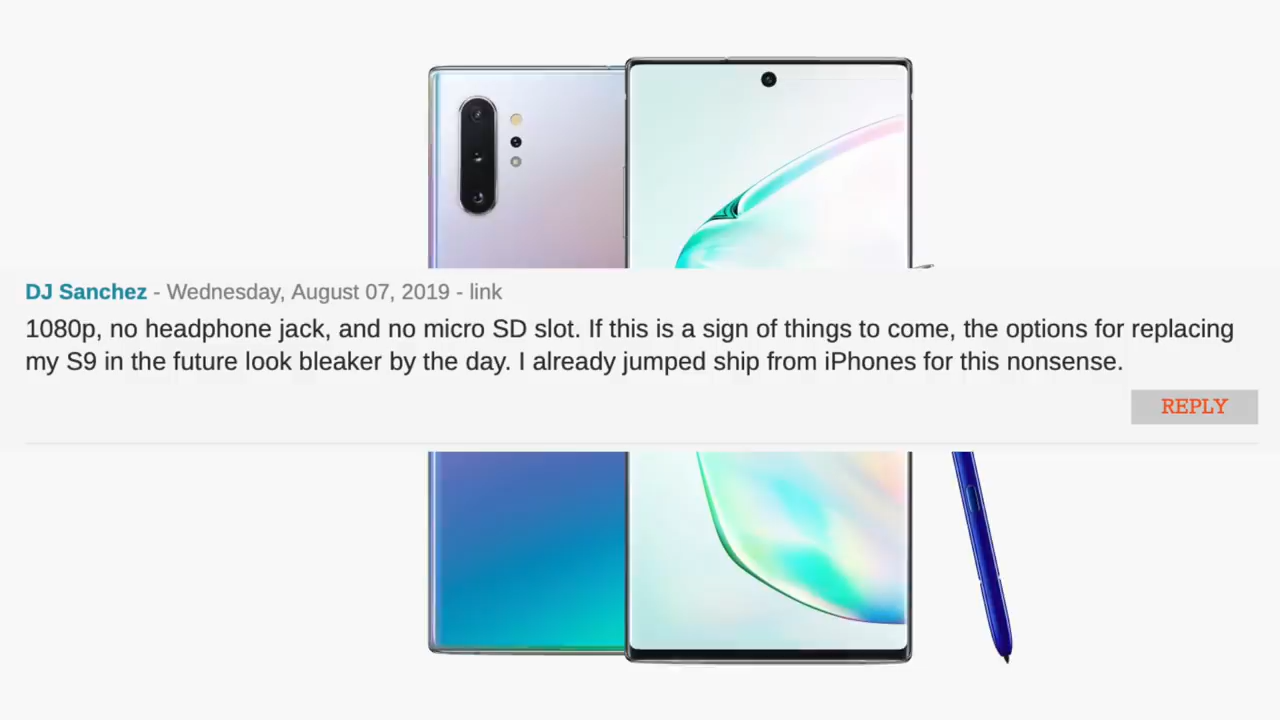 DJ Sanchez - Wednesday, August 07, 2019 - link
1080p, no headphone jack, and no micro SD slot. If this is a sign of things to come, the options for replacing
my S9 in the future look bleaker by the day. I already jumped ship from iPhones for this nonsense.
REPLY